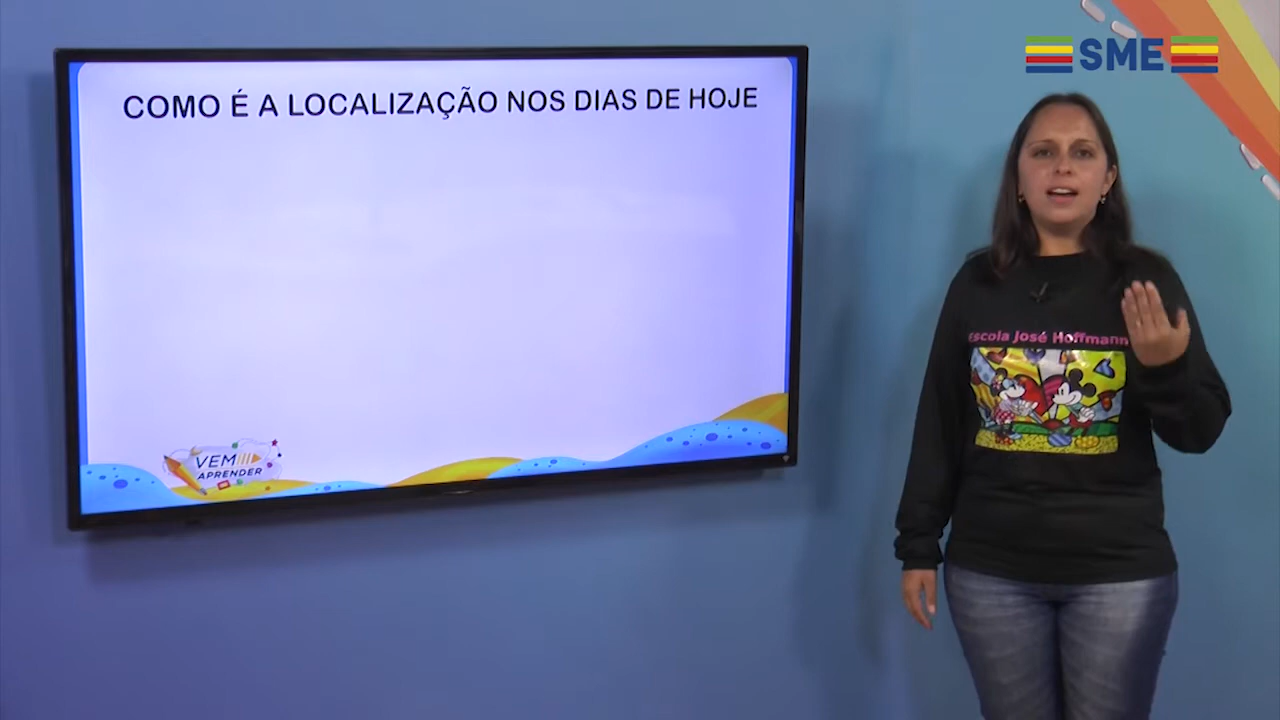 SME
COMO É A LOCALIZAÇÃO NOS DIAS DE HOJE
Escola José Hoffmann
VEM
APRENDER